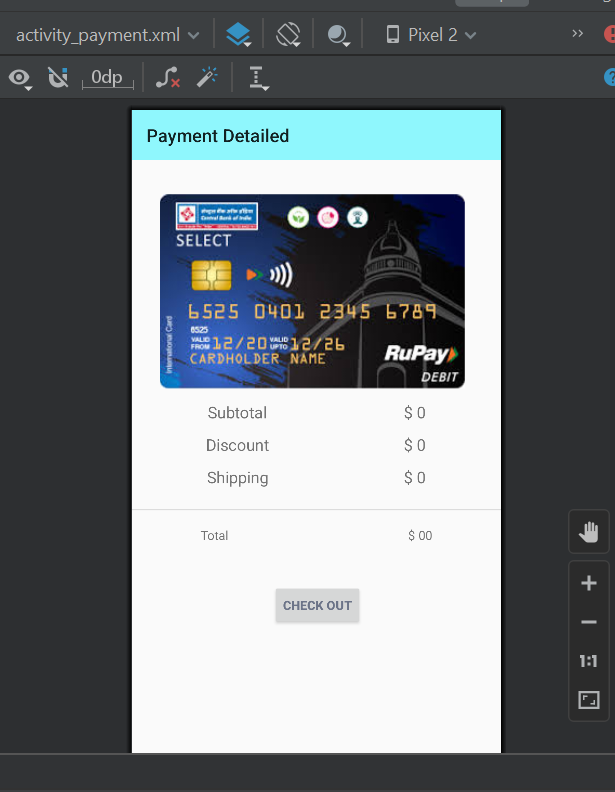 activity_payment.xml
Pixel 2
0dp
Payment Detailed
सेन्ट्रल बैंक ऑफ इंडिया
Central Bank of India
SELECT
International Card
6525 0401 2345 6789
6525
VALID FROM 12/20 VALID UPTO 12/26
CARDHOLDER NAME
RuPay
DEBIT
Subtotal $ 0
Discount $ 0
Shipping $ 0
Total $ 00
CHECK OUT
1:1